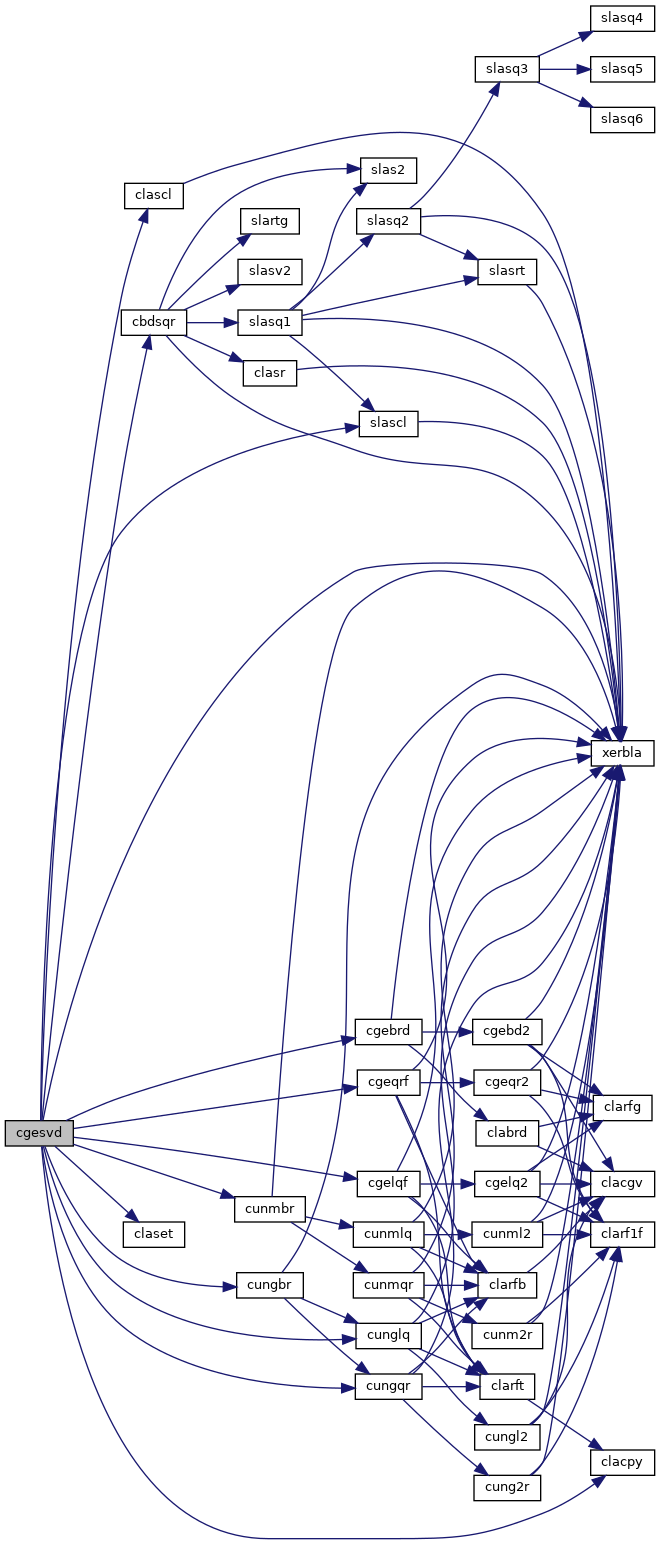 slasq4
slasq3
slasq5
slasq6
slas2
clascl
slartg
slasq2
slasv2
slasrt
cbdsqr
slasq1
clasr
slascl
xerbla
cgebrd
cgebd2
cgeqrf
cgeqr2
clarfg
cgesvd
clabrd
cgelqf
cgelq2
clacgv
cunmbr
claset
cunmlq
cunml2
clarf1f
cungbr
cunmqr
clarfb
cunglq
cunm2r
cungqr
clarft
cungl2
clacpy
cung2r